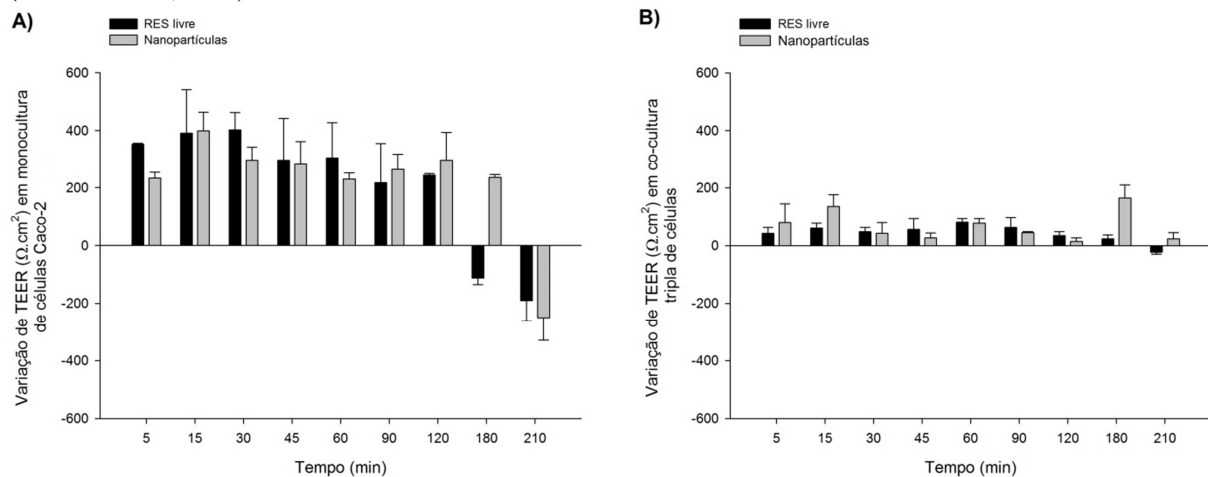 A)
RES livre
Nanopartículas
Variação de TEER (Ω.cm²) em monocultura
de células Caco-2
600
400
200
0
-200
-400
-600
5 15 30 45 60 90 120 180 210
Tempo (min)
B)
RES livre
Nanopartículas
Variação de TEER (Ω.cm²) em co-cultura
tripla de células
600
400
200
0
-200
-400
-600
5 15 30 45 60 90 120 180 210
Tempo (min)